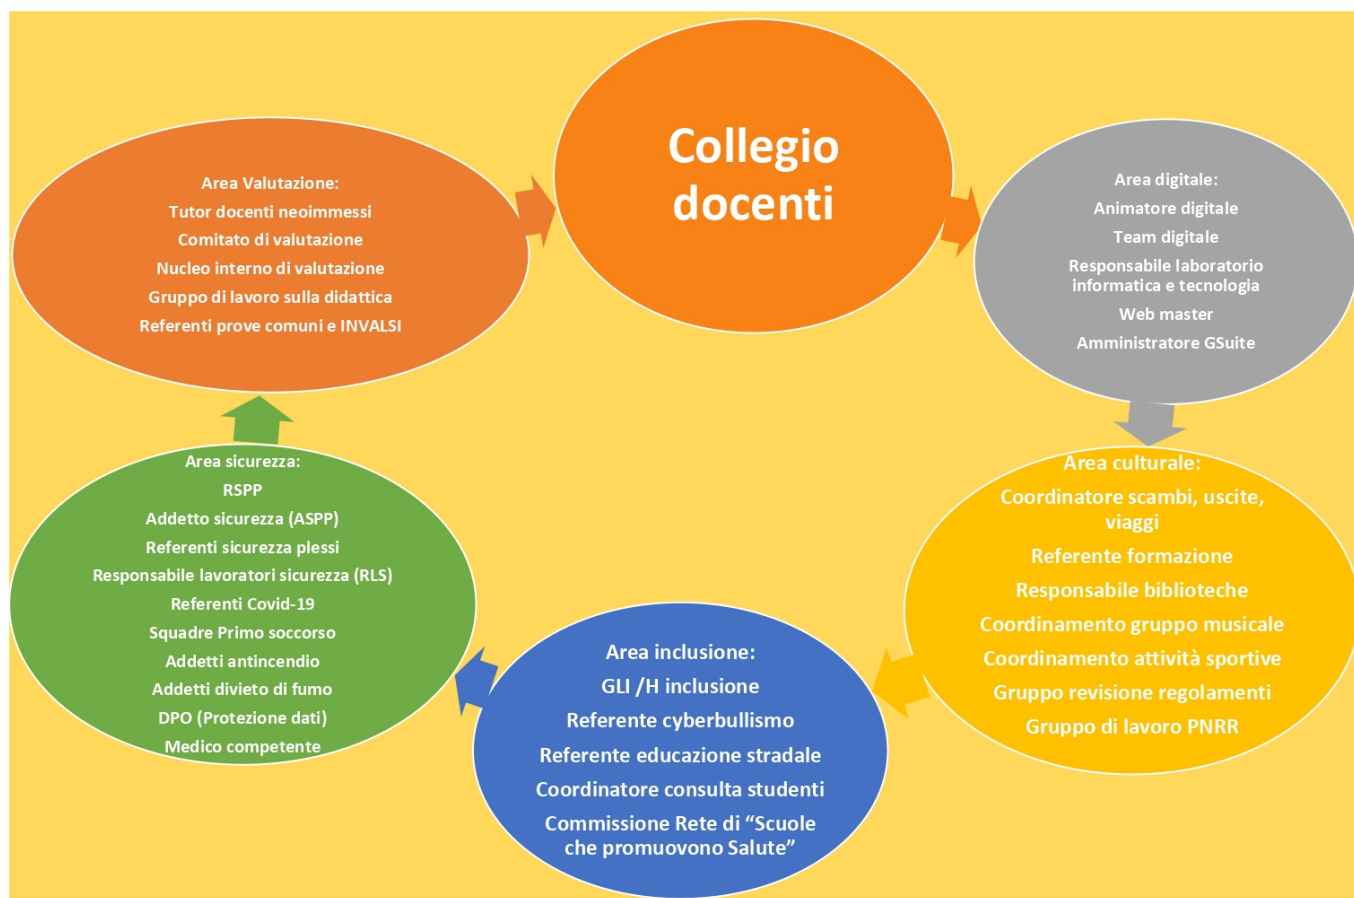 Collegio
docenti
Area digitale:
Animatore digitale
Team digitale
Responsabile laboratorio
informatica e tecnologia
Web master
Amministratore GSuite
Area culturale:
Coordinatore scambi, uscite,
viaggi
Referente formazione
Responsabile biblioteche
Coordinamento gruppo musicale
Coordinamento attività sportive
Gruppo revisione regolamenti
Gruppo di lavoro PNRR
Area inclusione:
GLI /H inclusione
Referente cyberbullismo
Referente educazione stradale
Coordinatore consulta studenti
Commissione Rete di “Scuole
che promuovono Salute”
Area sicurezza:
RSPP
Addetto sicurezza (ASPP)
Referenti sicurezza plessi
Responsabile lavoratori sicurezza (RLS)
Referenti Covid-19
Squadre Primo soccorso
Addetti antincendio
Addetti divieto di fumo
DPO (Protezione dati)
Medico competente
Area Valutazione:
Tutor docenti neoimmessi
Comitato di valutazione
Nucleo interno di valutazione
Gruppo di lavoro sulla didattica
Referenti prove comuni e INVALSI